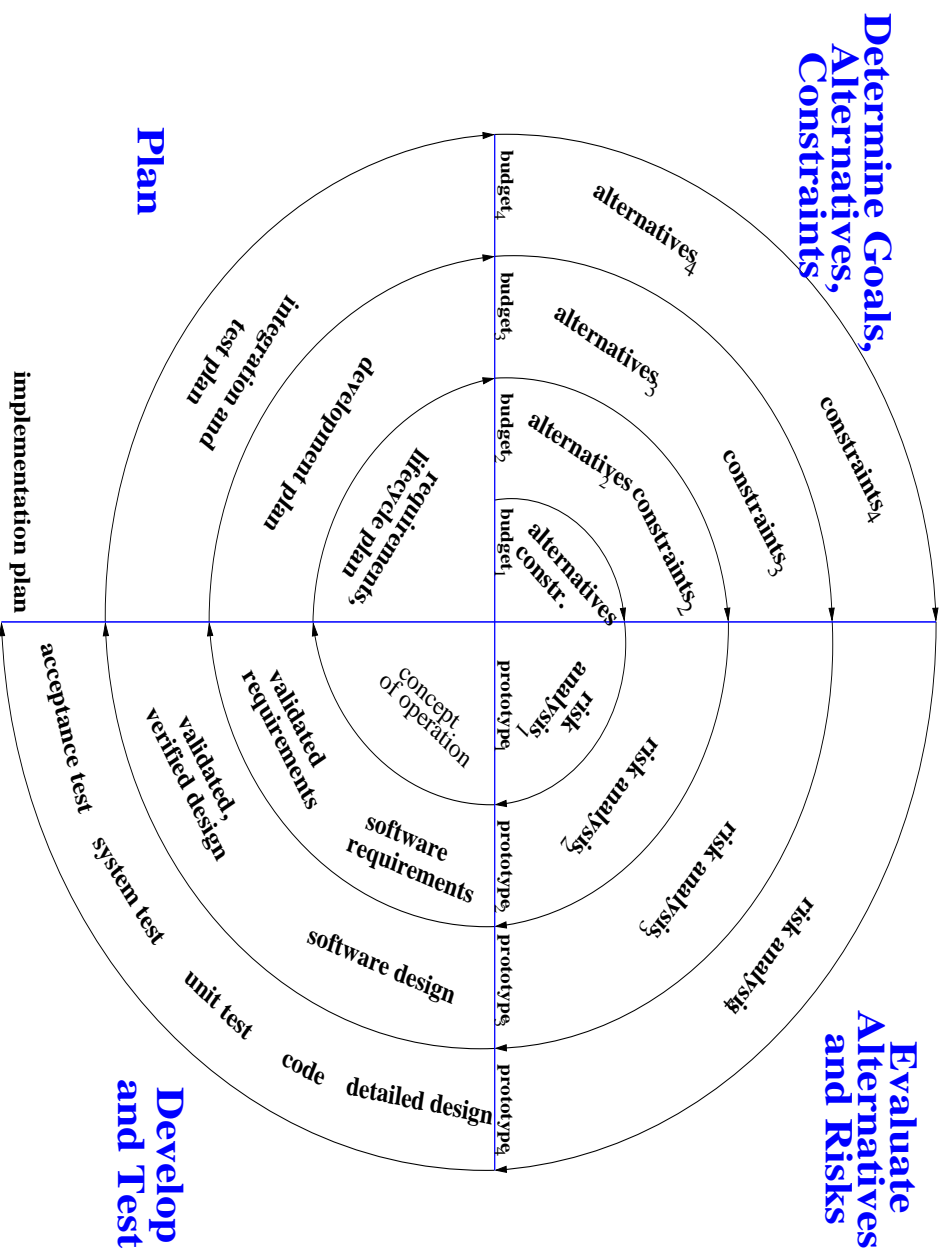 Determine Goals,
Alternatives,
Constraints
Evaluate
Alternatives
and Risks
constraints4
alternatives4
constraints3
alternatives3
constraints2
alternatives2
alternatives
constr.
risk analysis4
risk analysis3
risk analysis2
risk
analysis1
budget4
budget3
budget2
budget1
prototype1
prototype2
prototype3
prototype4
requirements,
lifecycle plan
development plan
integration and
test plan
implementation plan
concept
of operation
software
requirements
validated
requirements
software design
validated,
verified design
detailed design
code
unit test
system test
acceptance test
Plan
Develop
and Test